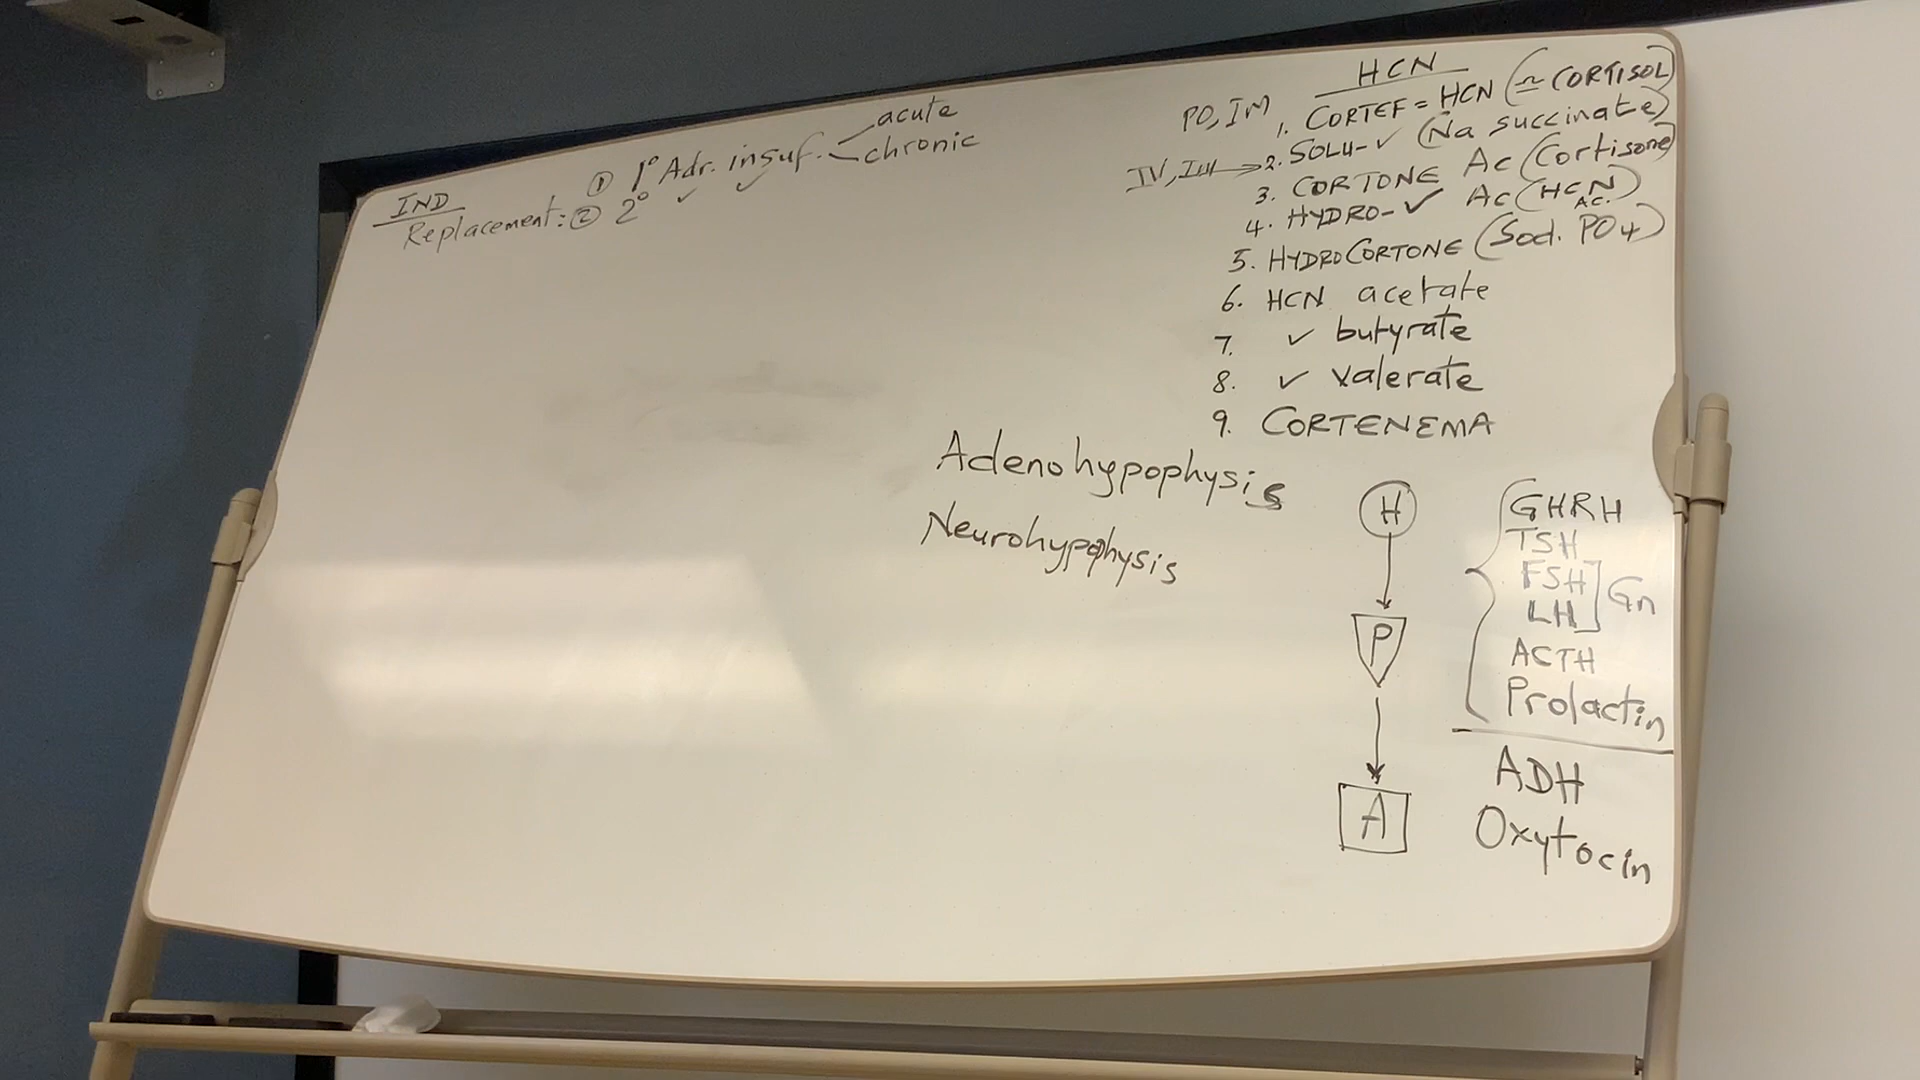 IND
Replacement: ① 1° Adr. insuf. acute
chronic
② 2° ✓ ✓
HCN
PO, IM 1. CORTEF = HCN (≃ CORTISOL)
IV, IM → 2. SOLU-✓ (Na succinate)
3. CORTONE Ac (Cortisone)
4. HYDRO-✓ Ac (HCN AC.)
5. HYDROCORTONE (Sod. PO4)
6. HCN acetate
7. ✓ butyrate
8. ✓ valerate
9. CORTENEMA
Adenohypophysis
Neurohypophysis
H
P
A
GHRH
TSH
FSH
LH
Gn
ACTH
Prolactin
ADH
Oxytocin